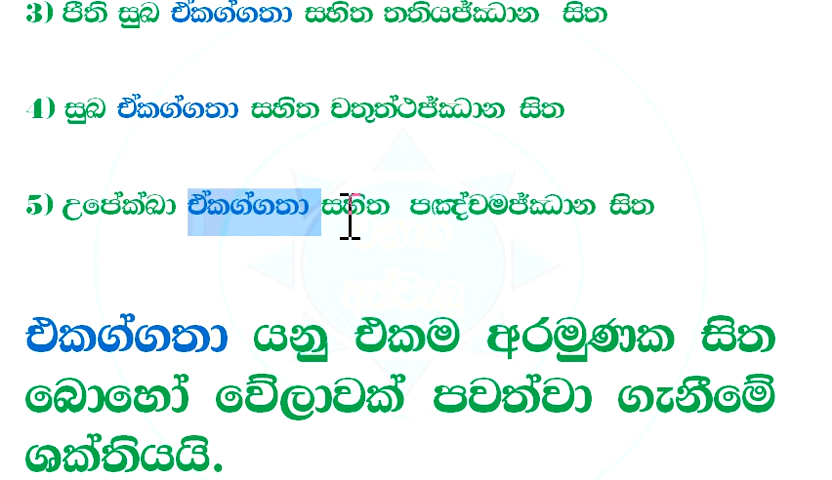 3) පීති සුඛ ඒකග්ගතා සහිත තතියජ්ඣාන සිත
4) සුඛ ඒකග්ගතා සහිත චතුත්ථජ්ඣාන සිත
5) උපේක්ඛා ඒකග්ගතා සහිත පඤ්චමජ්ඣාන සිත
එකග්ගතා යනු එකම අරමුණක සිත
බොහෝ වේලාවක් පවත්වා ගැනීමේ
ශක්තියයි.